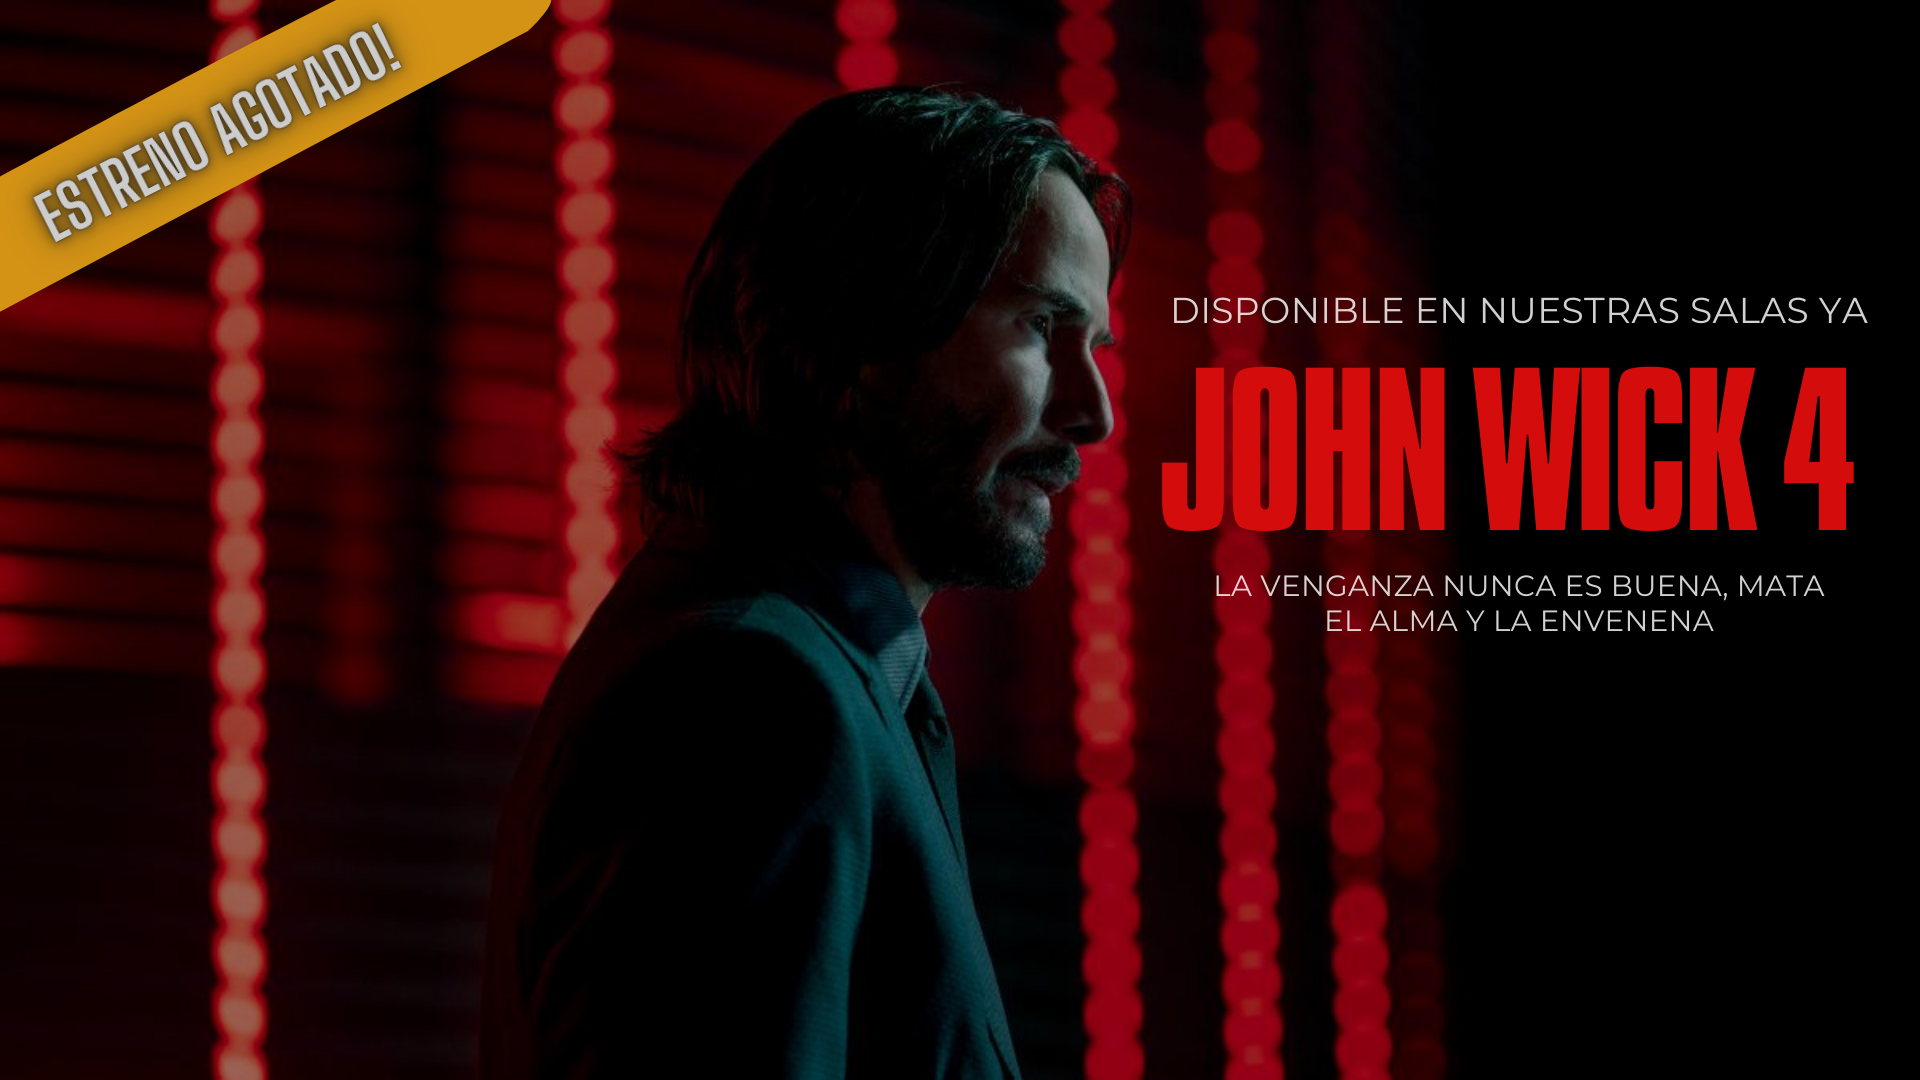 ESTRENO AGOTADO!
DISPONIBLE EN NUESTRAS SALAS YA
JOHN WICK 4
LA VENGANZA NUNCA ES BUENA, MATA
EL ALMA Y LA ENVENENA